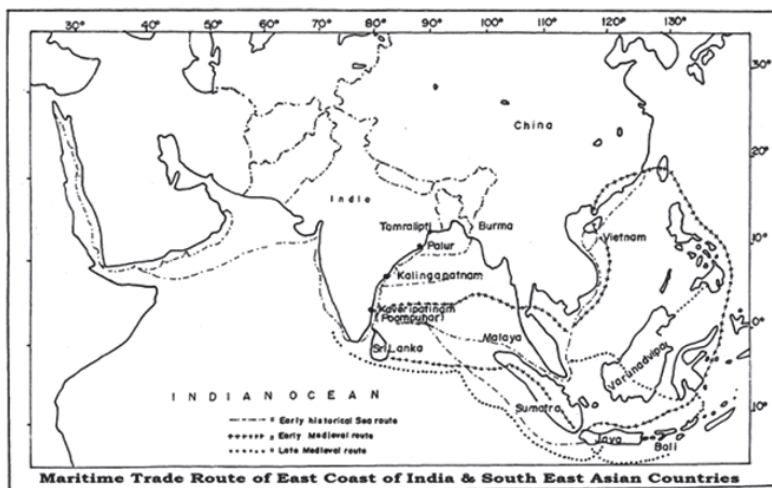 30° 40° 50° 60° 70° 80° 90° 100° 110° 120° 130°
30°
China
20°
India
Tamralipti
Burma
Palur
Vietnam
10°
Kalingapatnam
Kaveripatinam
(Poompuhar)
0°
Malaya
Sri Lanka
Varunadvipa
INDIAN OCEAN
Sumatra
10°
= Early historical Sea route
= Early Medieval route
= Late Medieval route
Java
Bali
Maritime Trade Route of East Coast of India & South East Asian Countries